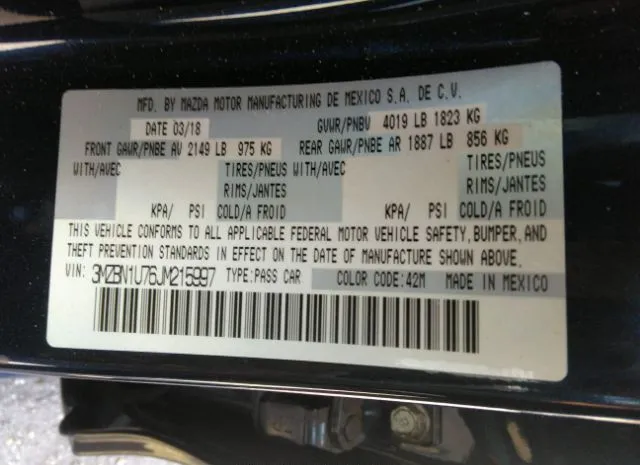 MFD. BY MAZDA MOTOR MANUFACTURING DE MEXICO S.A. DE C.V.
DATE 03/18 GVWR/PNBV 4019 LB 1823 KG
FRONT GAWR/PNBE AV 2149 LB 975 KG REAR GAWR/PNBE AR 1887 LB 856 KG
WITH/AVEC TIRES/PNEUS WITH/AVEC TIRES/PNEUS
RIMS/JANTES RIMS/JANTES
KPA/ PSI COLD/A FROID KPA/ PSI COLD/A FROID
THIS VEHICLE CONFORMS TO ALL APPLICABLE FEDERAL MOTOR VEHICLE SAFETY, BUMPER, AND
THEFT PREVENTION STANDARDS IN EFFECT ON THE DATE OF MANUFACTURE SHOWN ABOVE.
VIN: 3MZBN1U76JM215997 TYPE:PASS CAR COLOR CODE:42M MADE IN MEXICO